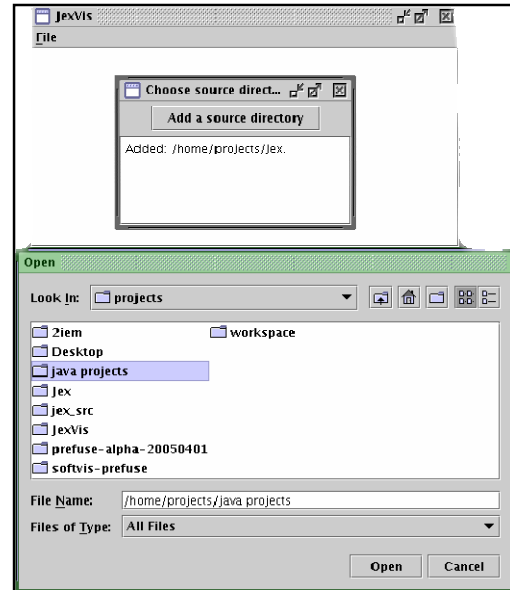 JexVis
File
Choose source direct...
Add a source directory
Added: /home/projects/Jex.
Open
Look In: projects
2iem
workspace
Desktop
java projects
Jex
jex_src
JexVis
prefuse-alpha-20050401
softvis-prefuse
File Name: /home/projects/java projects
Files of Type: All Files
Open Cancel